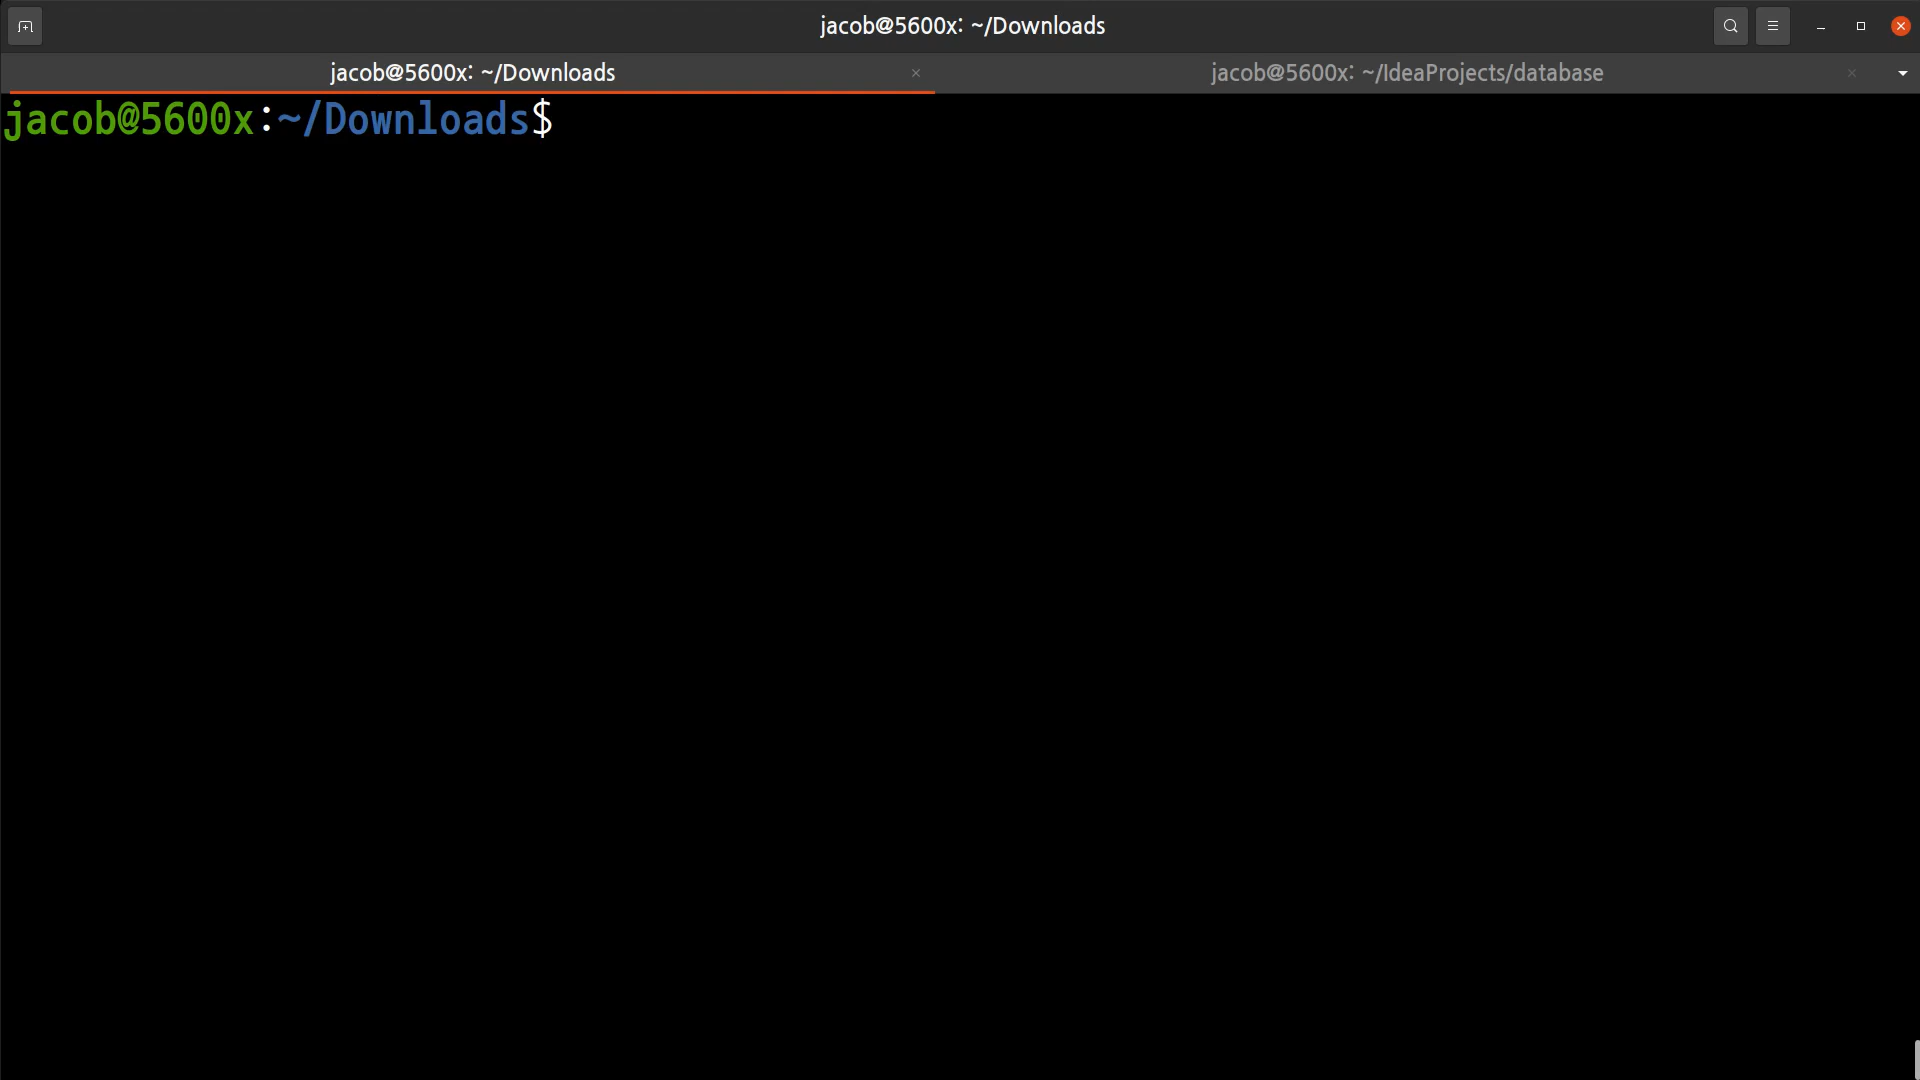 jacob@5600x: ~/Downloads
jacob@5600x: ~/Downloads
jacob@5600x: ~/IdeaProjects/database
jacob@5600x:~/Downloads$